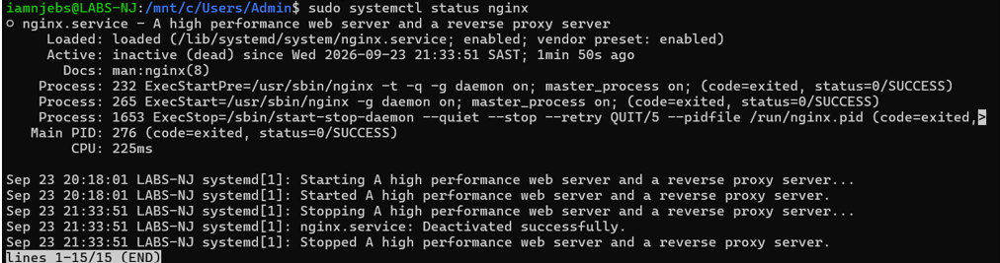 iamnjebs@LABS-NJ:/mnt/c/Users/Admin$ sudo systemctl status nginx
○ nginx.service - A high performance web server and a reverse proxy server
     Loaded: loaded (/lib/systemd/system/nginx.service; enabled; vendor preset: enabled)
     Active: inactive (dead) since Wed 2026-09-23 21:33:51 SAST; 1min 50s ago
       Docs: man:nginx(8)
    Process: 232 ExecStartPre=/usr/sbin/nginx -t -q -g daemon on; master_process on; (code=exited, status=0/SUCCESS)
    Process: 265 ExecStart=/usr/sbin/nginx -g daemon on; master_process on; (code=exited, status=0/SUCCESS)
    Process: 1653 ExecStop=/sbin/start-stop-daemon --quiet --stop --retry QUIT/5 --pidfile /run/nginx.pid (code=exited,>
   Main PID: 276 (code=exited, status=0/SUCCESS)
        CPU: 225ms

Sep 23 20:18:01 LABS-NJ systemd[1]: Starting A high performance web server and a reverse proxy server...
Sep 23 20:18:01 LABS-NJ systemd[1]: Started A high performance web server and a reverse proxy server.
Sep 23 21:33:51 LABS-NJ systemd[1]: Stopping A high performance web server and a reverse proxy server...
Sep 23 21:33:51 LABS-NJ systemd[1]: nginx.service: Deactivated successfully.
Sep 23 21:33:51 LABS-NJ systemd[1]: Stopped A high performance web server and a reverse proxy server.
lines 1-15/15 (END)